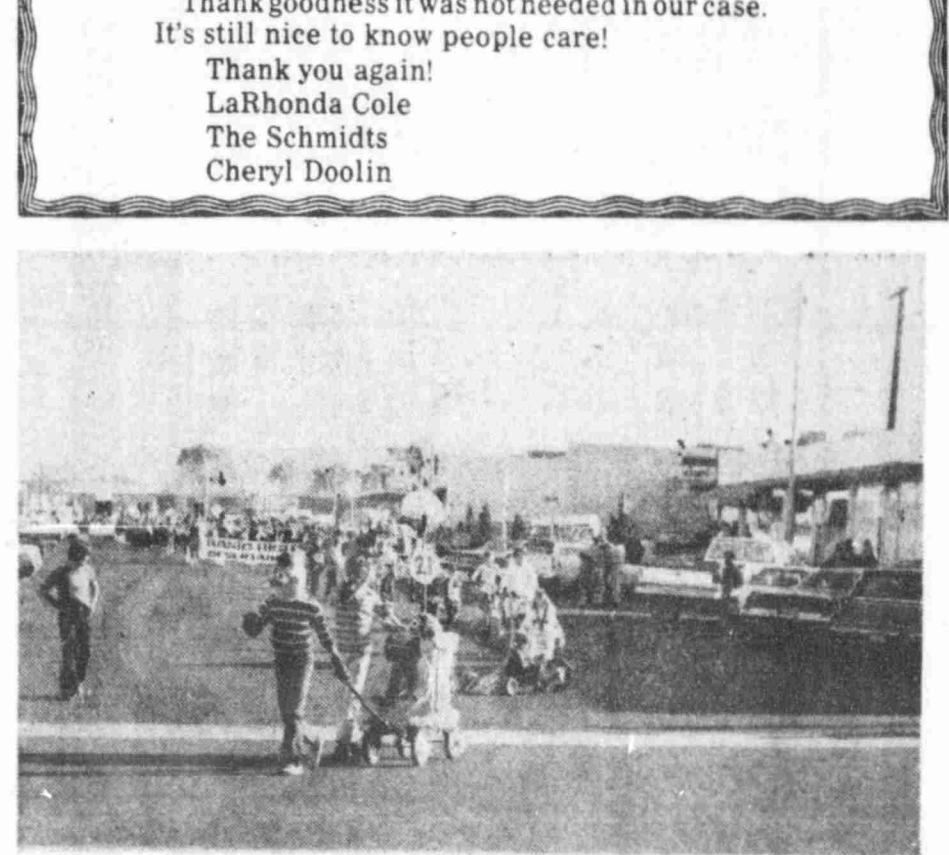 Thank goodness it was not needed in our case.
It's still nice to know people care!
Thank you again!
LaRhonda Cole
The Schmidts
Cheryl Doolin
21